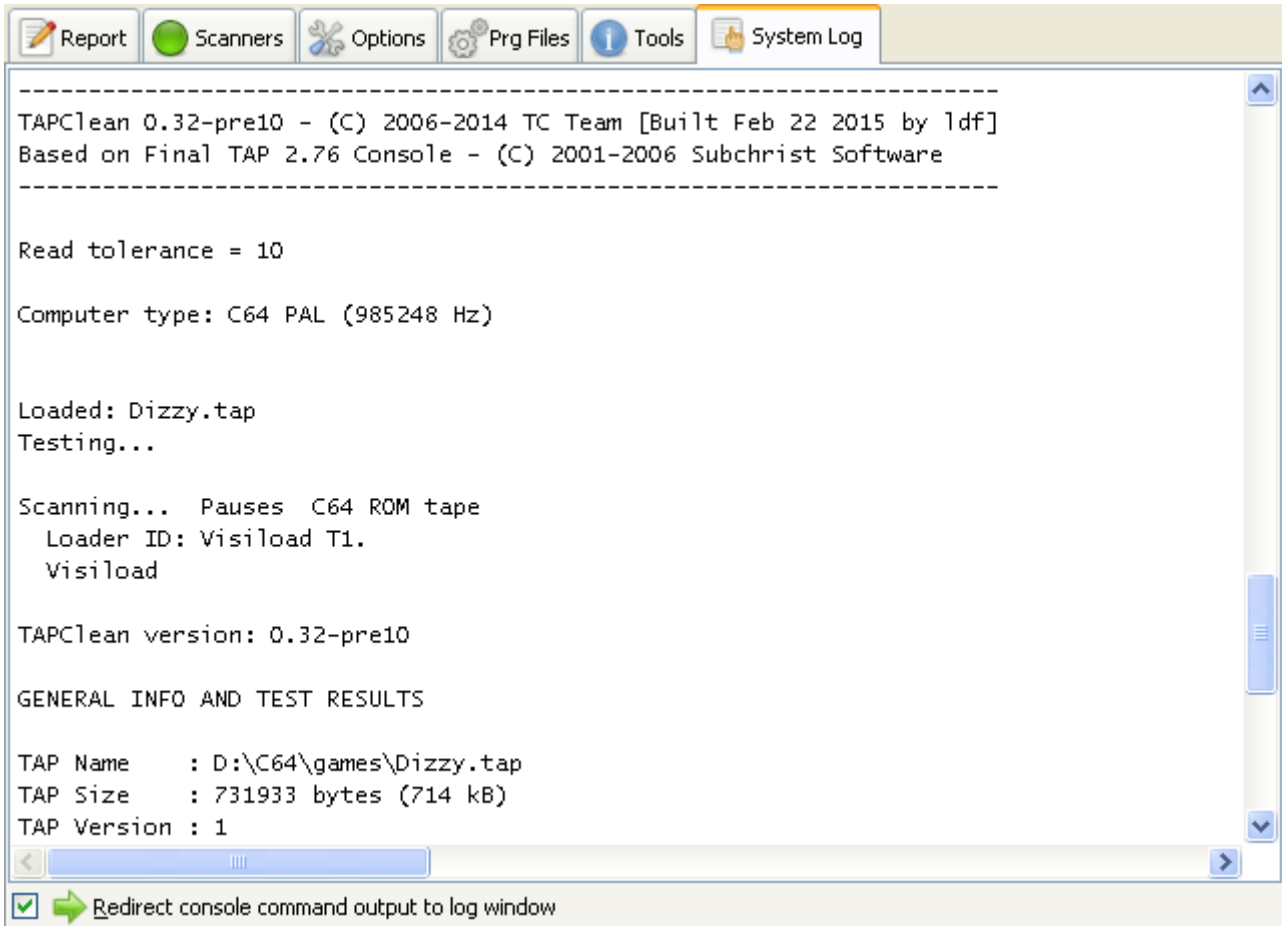 Report Scanners Options Prg Files Tools System Log
----------------------------------------------------------------------
TAPClean 0.32-pre10 - (C) 2006-2014 TC Team [Built Feb 22 2015 by ldf]
Based on Final TAP 2.76 Console - (C) 2001-2006 Subchrist Software
----------------------------------------------------------------------
Read tolerance = 10
Computer type: C64 PAL (985248 Hz)
Loaded: Dizzy.tap
Testing...
Scanning...  Pauses  C64 ROM tape
  Loader ID: Visiload T1.
  Visiload
TAPClean version: 0.32-pre10
GENERAL INFO AND TEST RESULTS
TAP Name    : D:\C64\games\Dizzy.tap
TAP Size    : 731933 bytes (714 kB)
TAP Version : 1
Redirect console command output to log window